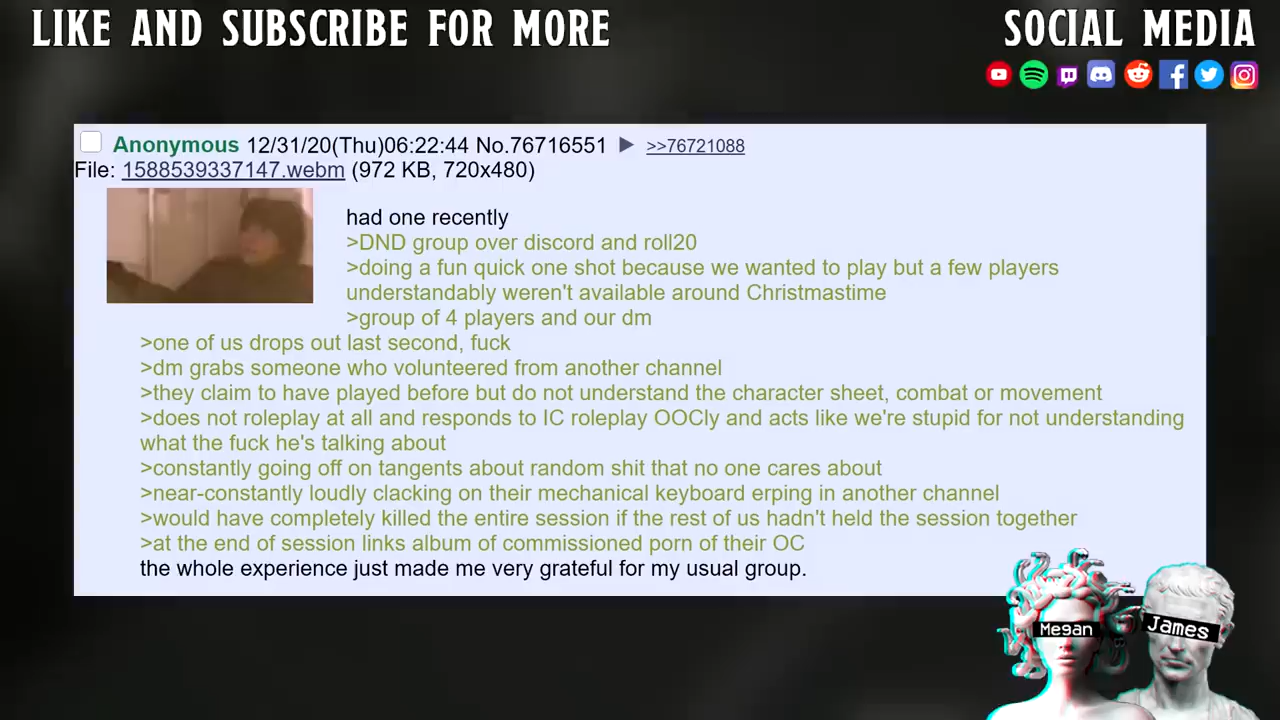 LIKE AND SUBSCRIBE FOR MORE
SOCIAL MEDIA
Anonymous 12/31/20(Thu)06:22:44 No.76716551 ▶ >>76721088
File: 1588539337147.webm (972 KB, 720x480)
had one recently
>DND group over discord and roll20
>doing a fun quick one shot because we wanted to play but a few players
understandably weren't available around Christmastime
>group of 4 players and our dm
>one of us drops out last second, fuck
>dm grabs someone who volunteered from another channel
>they claim to have played before but do not understand the character sheet, combat or movement
>does not roleplay at all and responds to IC roleplay OOCly and acts like we're stupid for not understanding
what the fuck he's talking about
>constantly going off on tangents about random shit that no one cares about
>near-constantly loudly clacking on their mechanical keyboard erping in another channel
>would have completely killed the entire session if the rest of us hadn't held the session together
>at the end of session links album of commissioned porn of their OC
the whole experience just made me very grateful for my usual group.
Megan
James